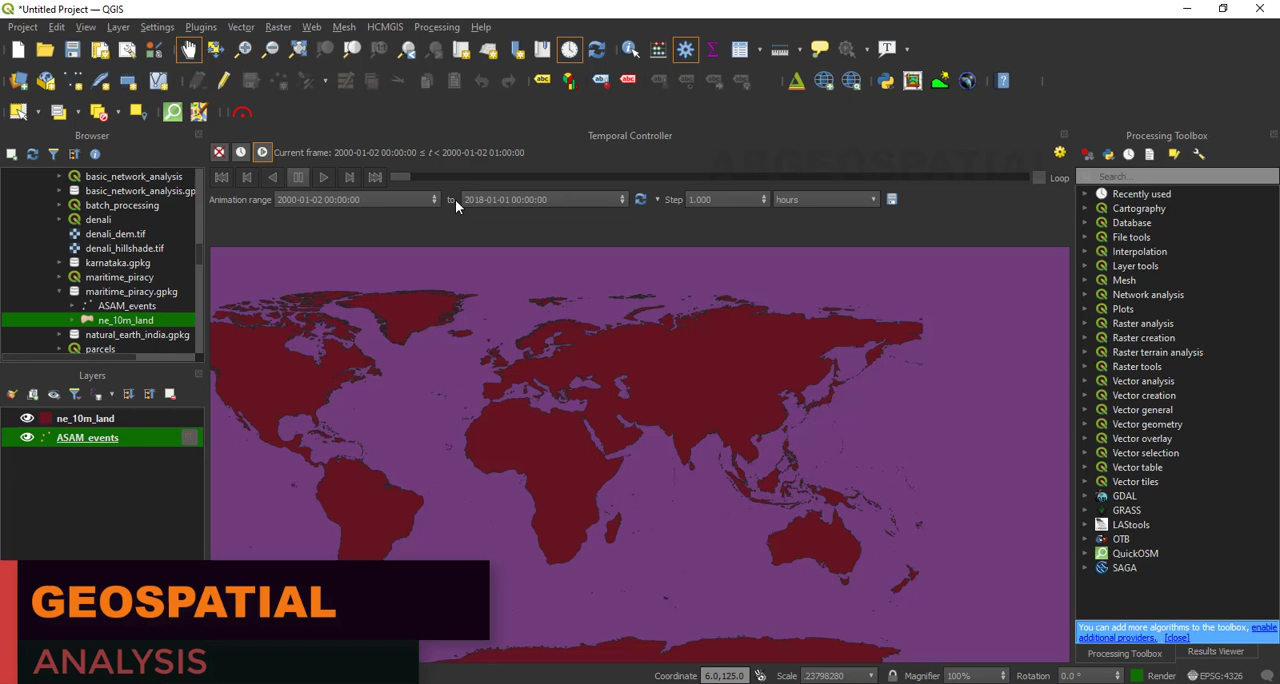 *Untitled Project — QGIS
Project Edit View Layer Settings Plugins Vector Raster Web Mesh HCMGIS Processing Help
Browser
basic_network_analysis
basic_network_analysis.gp
batch_processing
denali
denali_dem.tif
denali_hillshade.tif
karnataka.gpkg
maritime_piracy
maritime_piracy.gpkg
ASAM_events
ne_10m_land
natural_earth_india.gpkg
parcels
Layers
ne_10m_land
ASAM_events
Temporal Controller
Current frame: 2000-01-02 00:00:00 ≤ t < 2000-01-02 01:00:00
Loop
Animation range 2000-01-02 00:00:00 to 2018-01-01 00:00:00 Step 1.000 hours
Processing Toolbox
Search...
Recently used
Cartography
Database
File tools
Interpolation
Layer tools
Mesh
Network analysis
Plots
Raster analysis
Raster creation
Raster terrain analysis
Raster tools
Vector analysis
Vector creation
Vector general
Vector geometry
Vector overlay
Vector selection
Vector table
Vector tiles
GDAL
GRASS
LAStools
OTB
QuickOSM
SAGA
You can add more algorithms to the toolbox, enable
additional providers. [close]
Processing Toolbox Results Viewer
GEOSPATIAL
ANALYSIS
Coordinate 6.0,125.0 Scale 23798280 Magnifier 100% Rotation 0.0 ° Render EPSG:4326